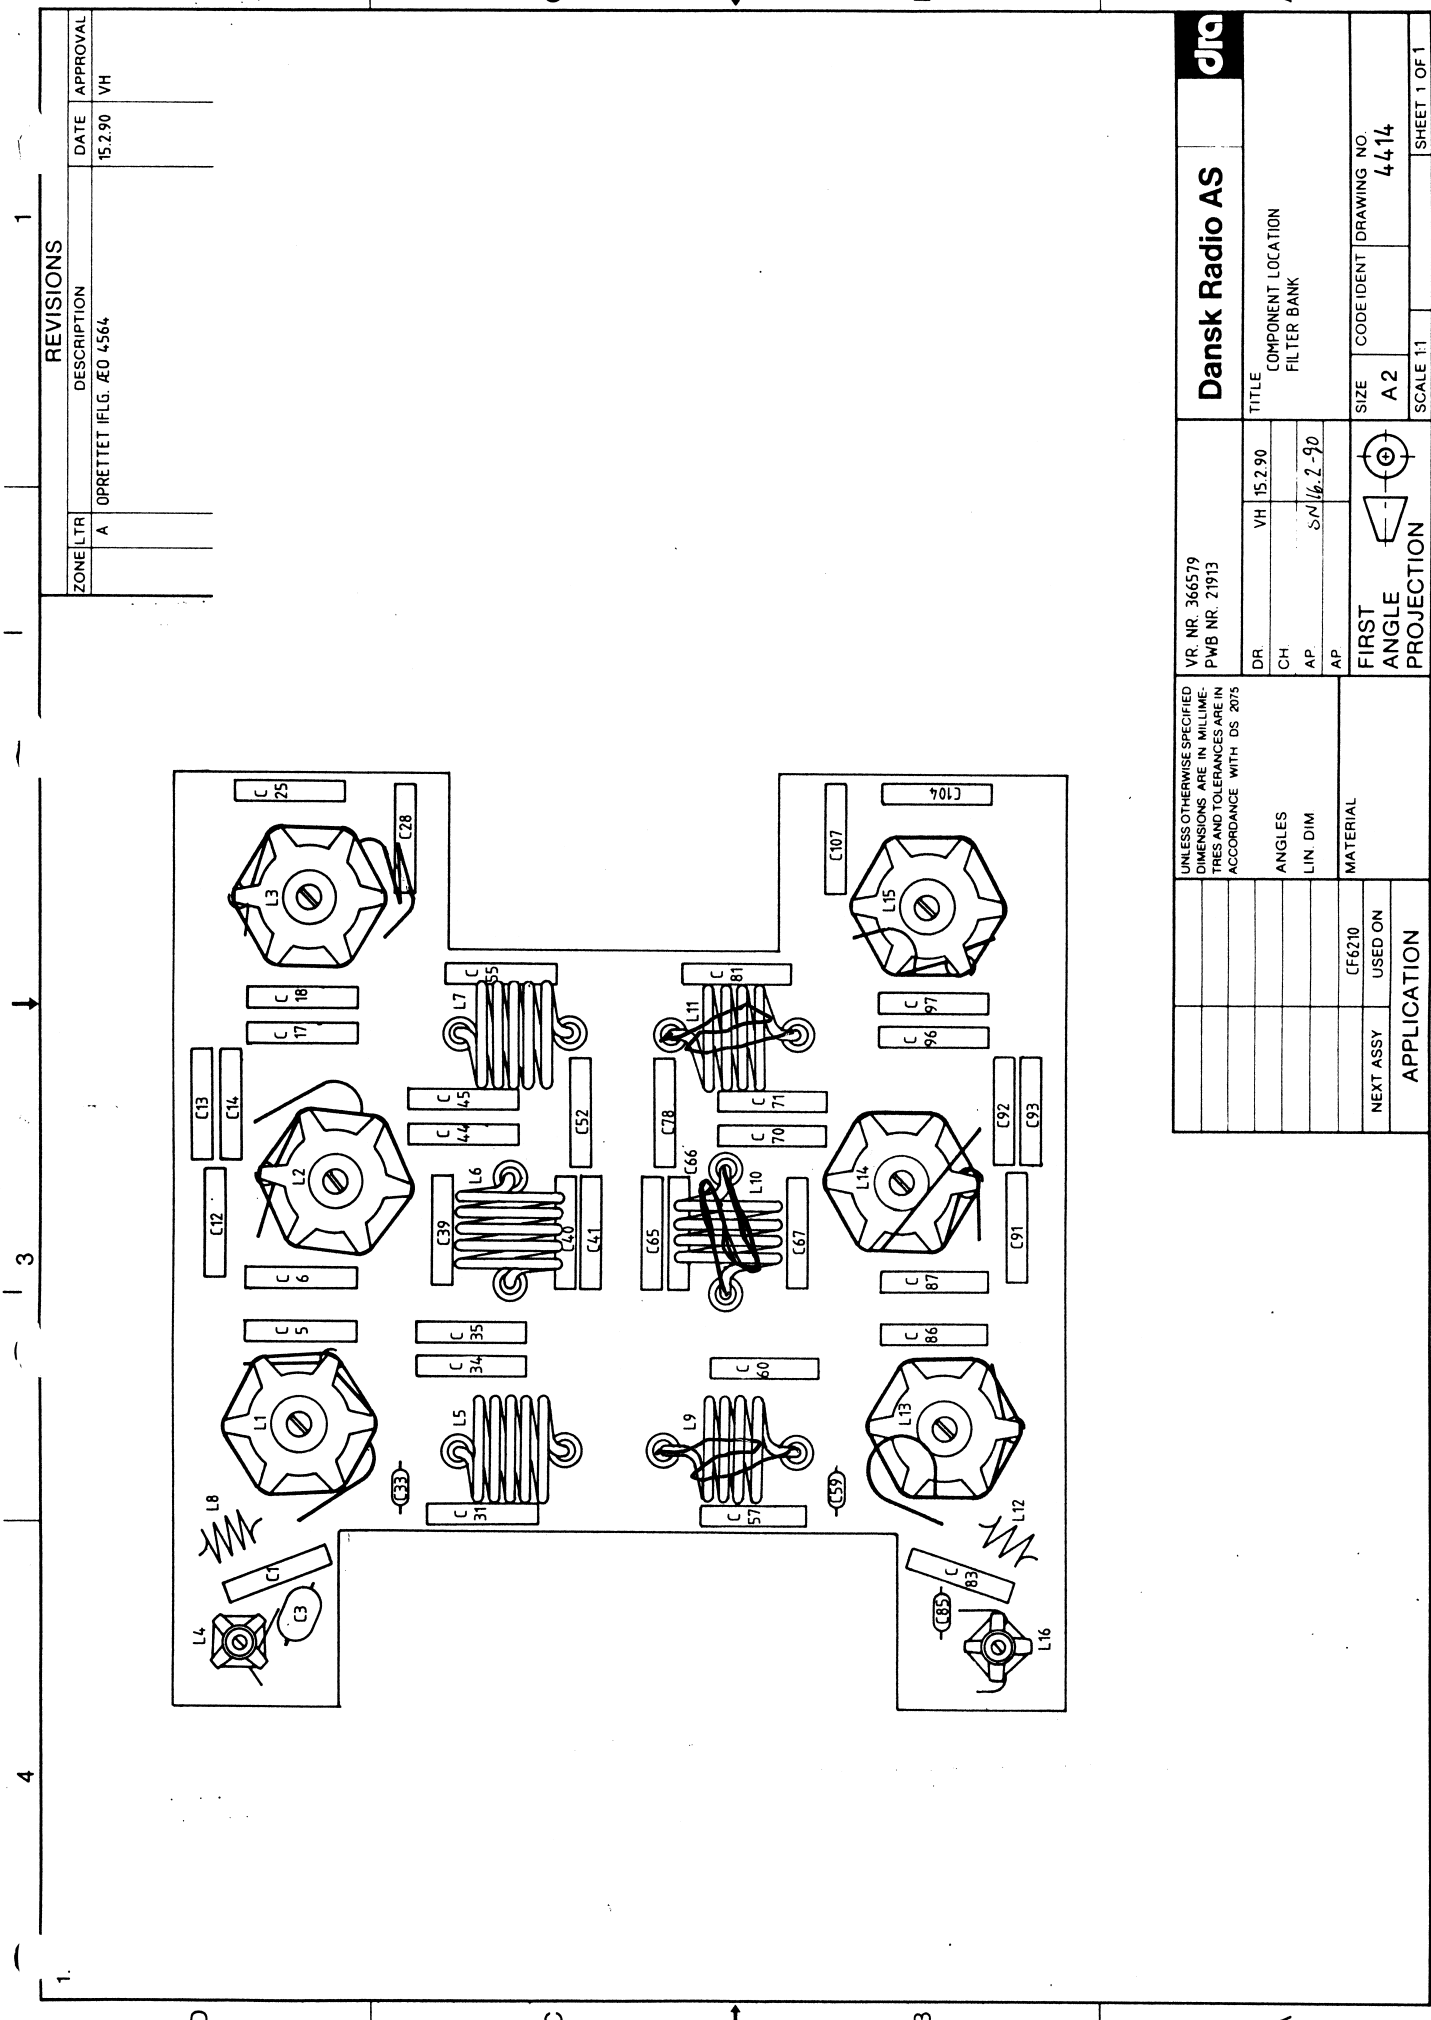 1
3
4
D
C
B
1.
REVISIONS
ZONE LTR DESCRIPTION DATE APPROVAL
A OPRETTET IFLG. ÆO 4564 15.2.90 VH
L4
C3
C1
L8
L1
C33
C5
C6
C12
L2
C13
C14
C17
C18
L3
C25
C28
C31
L5
C34
C35
C39
L6
C40
C41
C44
C45
C52
L7
C55
C57
L9
C59
C60
C65
C66
L10
C67
C70
C71
C78
L11
C81
L16
C85
C83
L12
L13
C86
C87
C91
L14
C92
C93
C96
C97
L15
C104
C107
APPLICATION
NEXT ASSY USED ON
CF6210
UNLESS OTHERWISE SPECIFIED
DIMENSIONS ARE IN MILLIME-
TRES AND TOLERANCES ARE IN
ACCORDANCE WITH DS 2075
ANGLES
LIN. DIM
MATERIAL
VR. NR. 366579
PWB NR. 21913
DR. VH 15.2.90
CH.
AP. SN 16.2-90
AP.
FIRST
ANGLE
PROJECTION
Dansk Radio AS
dra
TITLE
COMPONENT LOCATION
FILTER BANK
SIZE CODE IDENT DRAWING NO.
A2 4414
SCALE 1:1 SHEET 1 OF 1